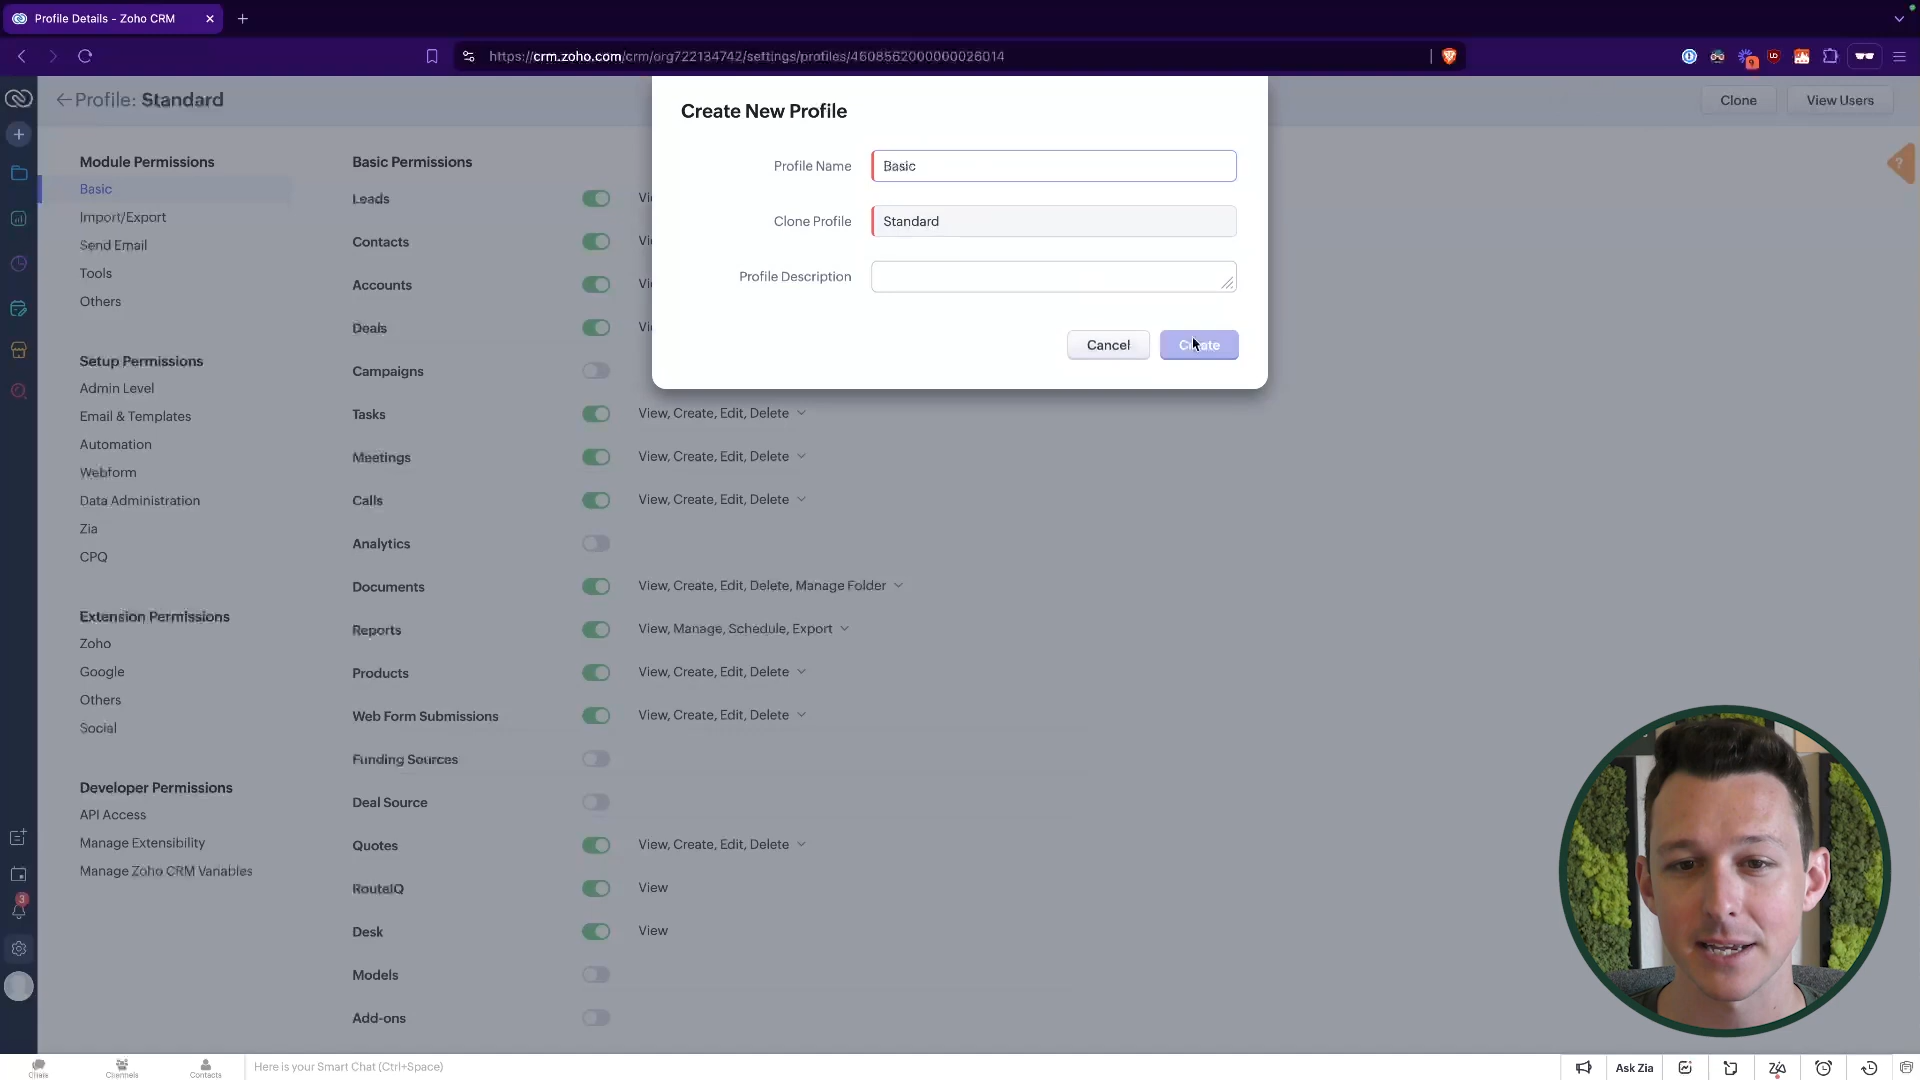 Profile Details - Zoho CRM
https://crm.zoho.com/crm/org722134742/settings/profiles/4608562000000026014
Profile: Standard
Clone
View Users
Create New Profile
Profile Name
Basic
Clone Profile
Standard
Profile Description
Cancel
Create
Module Permissions
Basic
Import/Export
Send Email
Tools
Others
Setup Permissions
Admin Level
Email & Templates
Automation
Webform
Data Administration
Zia
CPQ
Extension Permissions
Zoho
Google
Others
Social
Developer Permissions
API Access
Manage Extensibility
Manage Zoho CRM Variables
Basic Permissions
Leads
Contacts
Accounts
Deals
Campaigns
Tasks View, Create, Edit, Delete
Meetings View, Create, Edit, Delete
Calls View, Create, Edit, Delete
Analytics
Documents View, Create, Edit, Delete, Manage Folder
Reports View, Manage, Schedule, Export
Products View, Create, Edit, Delete
Web Form Submissions View, Create, Edit, Delete
Funding Sources
Deal Source
Quotes View, Create, Edit, Delete
RouteIQ View
Desk View
Models
Add-ons
3
9
?
Chats
Channels
Contacts
Here is your Smart Chat (Ctrl+Space)
Ask Zia